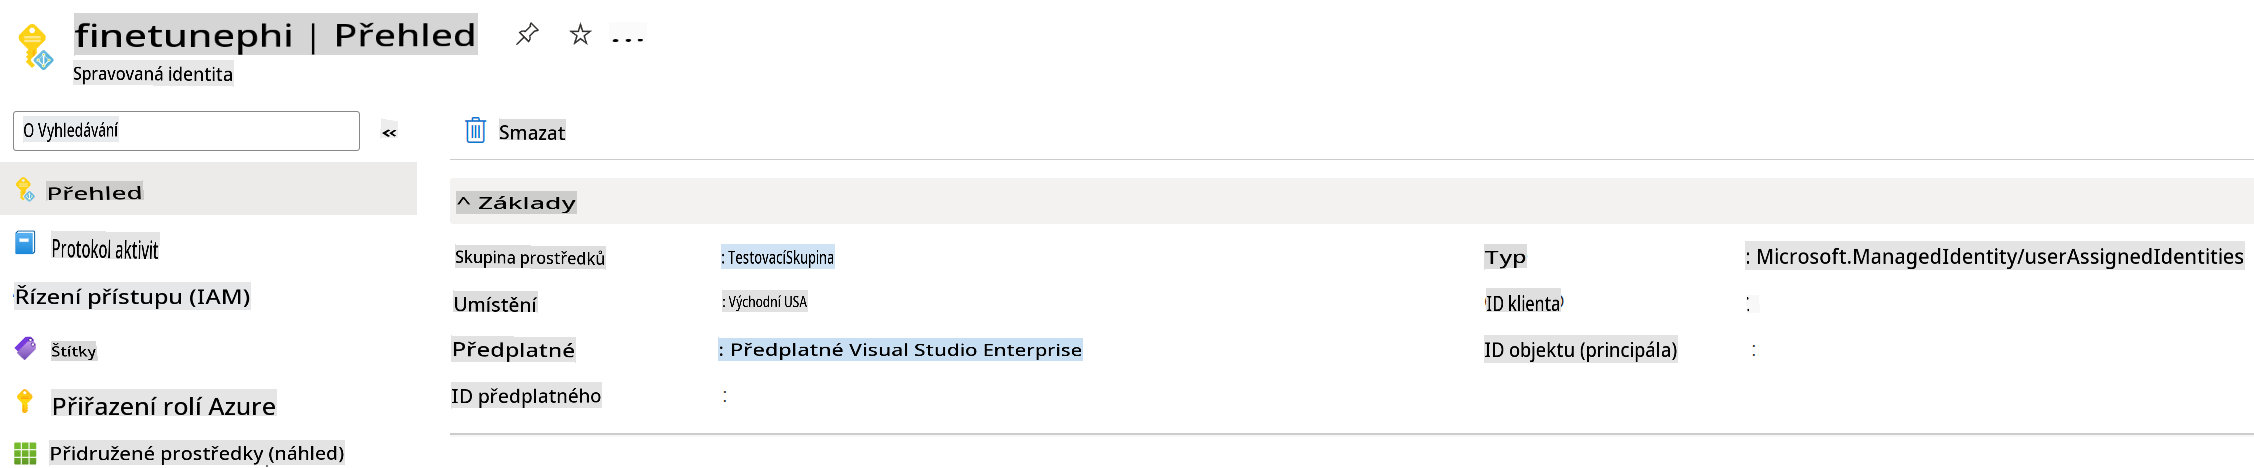 finetunephi | Přehled
...
Spravovaná identita
O Vyhledávání
«
Smazat
Přehled
^ Základy
Protokol aktivit
Řízení přístupu (IAM)
Štítky
Přiřazení rolí Azure
Přidružené prostředky (náhled)
Skupina prostředků : TestovacíSkupina
Umístění : Východní USA
Předplatné : Předplatné Visual Studio Enterprise
ID předplatného :
Typ : Microsoft.ManagedIdentity/userAssignedIdentities
ID klienta :
ID objektu (principála) :